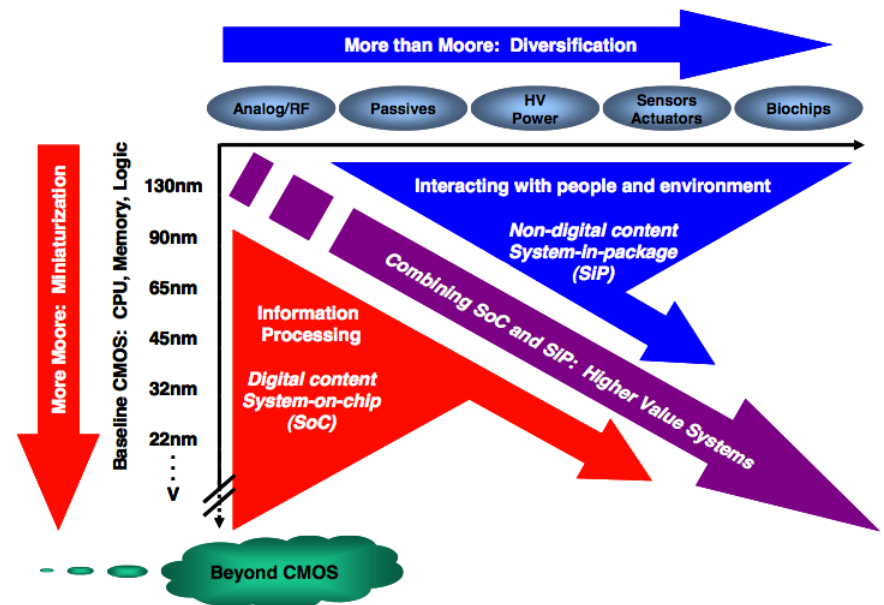 More than Moore: Diversification
Analog/RF
Passives
HV
Power
Sensors
Actuators
Biochips
More Moore: Miniaturization
Baseline CMOS: CPU, Memory, Logic
130nm
90nm
65nm
45nm
32nm
22nm
V
Interacting with people and environment
Non-digital content
System-in-package
(SiP)
Combining SoC and SiP: Higher Value Systems
Information
Processing
Digital content
System-on-chip
(SoC)
Beyond CMOS